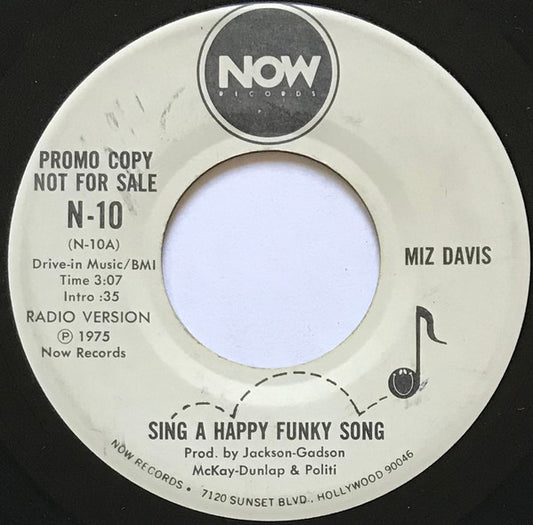 NOW
RECORDS
PROMO COPY
NOT FOR SALE
N-10
(N-10A)
Drive-in Music/BMI
Time 3:07
Intro :35
RADIO VERSION
Ⓟ 1975
Now Records
MIZ DAVIS
SING A HAPPY FUNKY SONG
Prod. by Jackson-Gadson
McKay-Dunlap & Politi
NOW RECORDS • 7120 SUNSET BLVD., HOLLYWOOD 90046